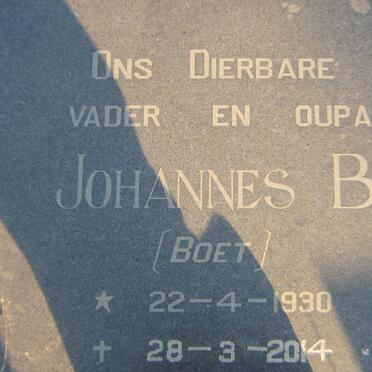 Ons Dierbare
vader en oupa
Johannes B
[Boet]
★ 22-4-1930
✝ 28-3-2014